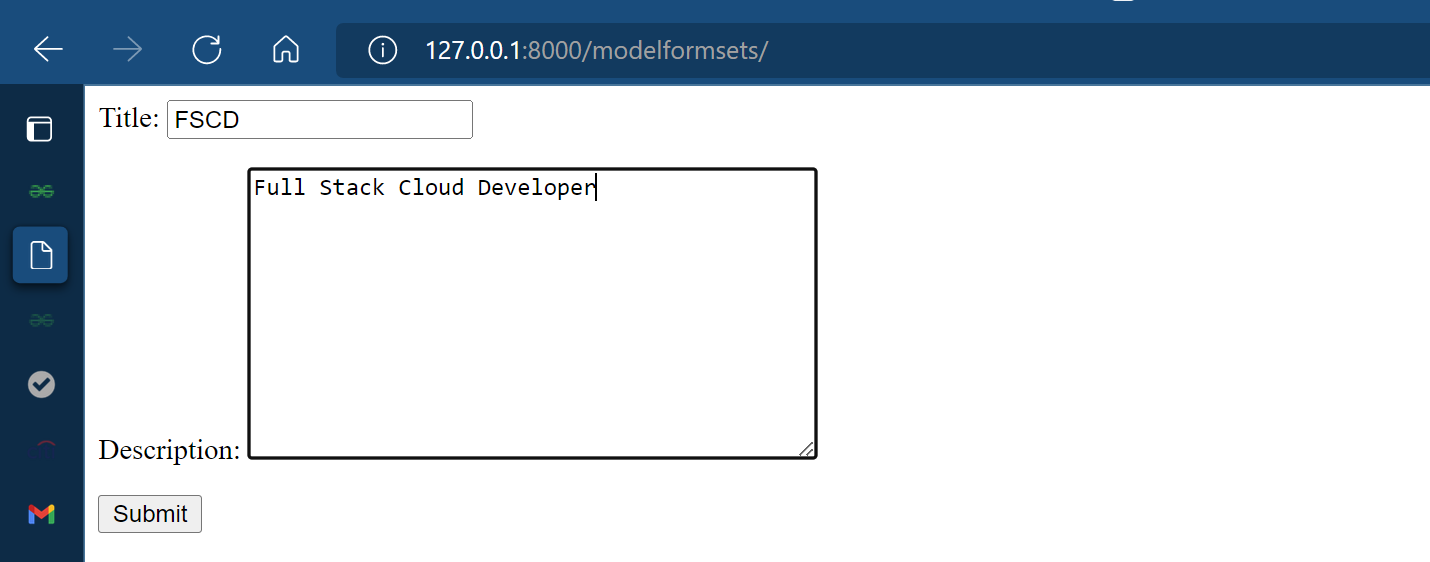 127.0.0.1:8000/modelformsets/
Title: FSCD
Full Stack Cloud Developer
Description:
Submit